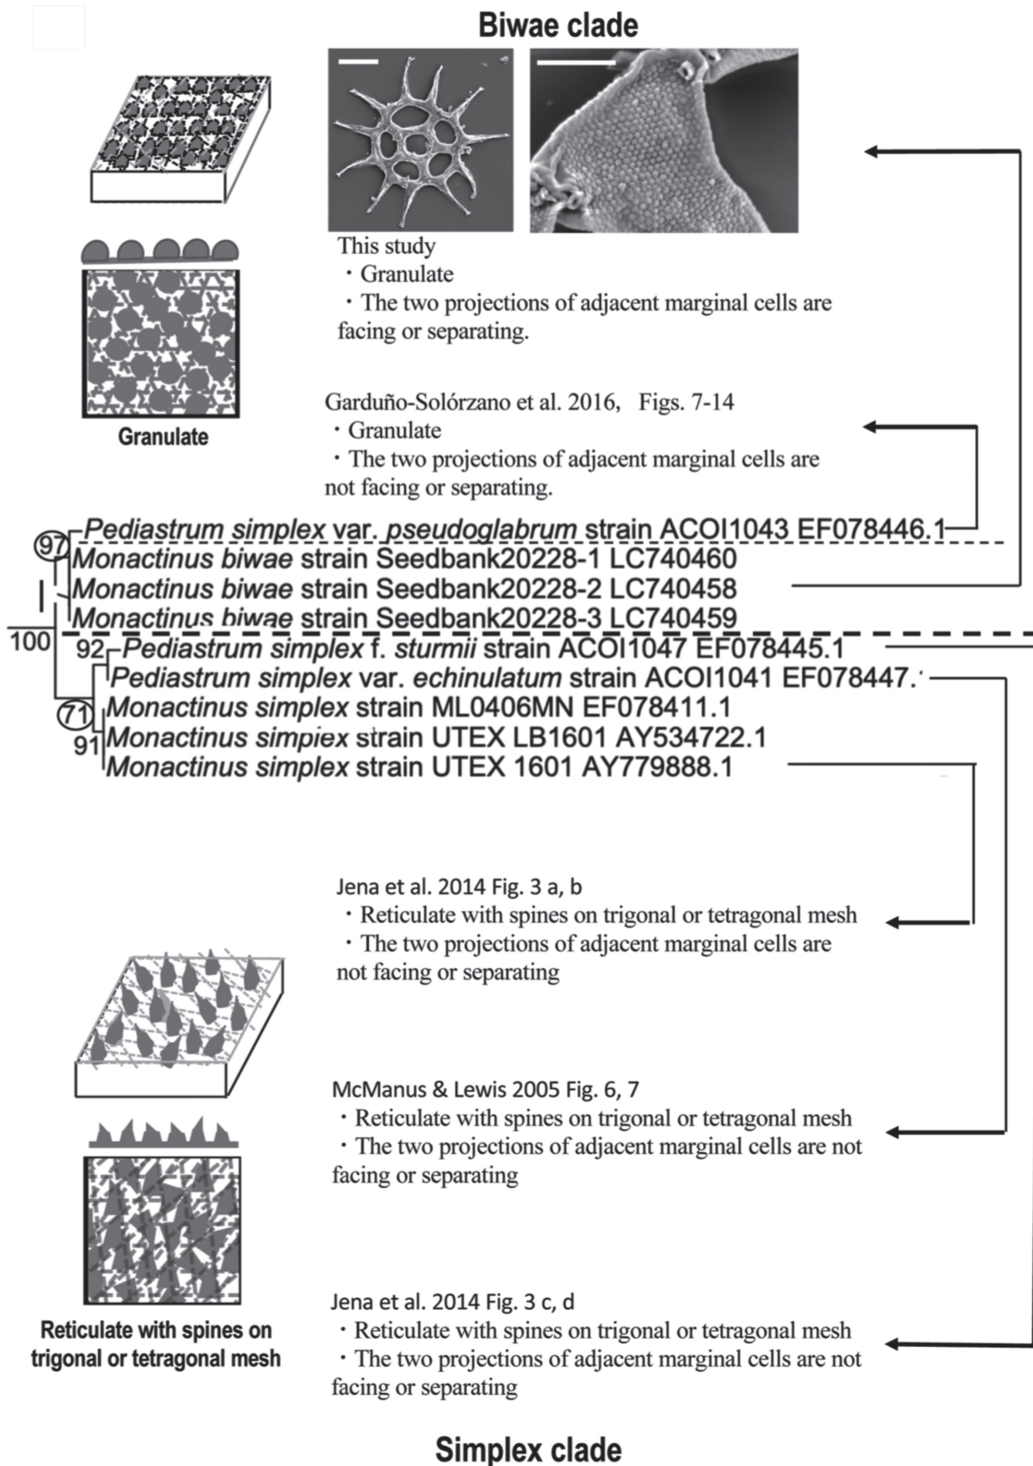 Biwae clade
This study
・Granulate
・The two projections of adjacent marginal cells are
facing or separating.
Granulate
Garduño-Solórzano et al. 2016, Figs. 7-14
・Granulate
・The two projections of adjacent marginal cells are
not facing or separating.
Pediastrum simplex var. pseudoglabrum strain ACOI1043 EF078446.1
97
Monactinus biwae strain Seedbank20228-1 LC740460
Monactinus biwae strain Seedbank20228-2 LC740458
Monactinus biwae strain Seedbank20228-3 LC740459
100
92 Pediastrum simplex f. sturmii strain ACOI1047 EF078445.1
Pediastrum simplex var. echinulatum strain ACOI1041 EF078447.
71
Monactinus simplex strain ML0406MN EF078411.1
Monactinus simplex strain UTEX LB1601 AY534722.1
91
Monactinus simplex strain UTEX 1601 AY779888.1
Jena et al. 2014 Fig. 3 a, b
・Reticulate with spines on trigonal or tetragonal mesh
・The two projections of adjacent marginal cells are
not facing or separating
McManus & Lewis 2005 Fig. 6, 7
・Reticulate with spines on trigonal or tetragonal mesh
・The two projections of adjacent marginal cells are not
facing or separating
Jena et al. 2014 Fig. 3 c, d
・Reticulate with spines on trigonal or tetragonal mesh
・The two projections of adjacent marginal cells are not
facing or separating
Reticulate with spines on
trigonal or tetragonal mesh
Simplex clade